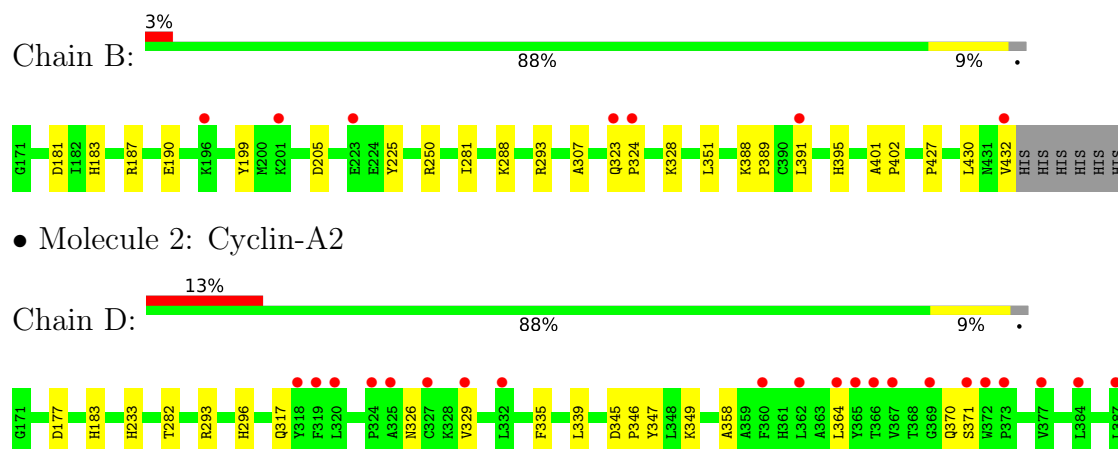 3%
Chain B:
88% 9% •
G171 D181 I182 H183 R187 E190 K196 Y199 M200 K201 D205 E223 E224 Y225 R250 I281 K288 R293 A307 Q323 P324 K328 L351 K388 P389 C390 L391 H395 A401 P402 P427 L430 N431 V432 HIS HIS HIS HIS HIS HIS
• Molecule 2: Cyclin-A2
13%
Chain D:
88% 9% •
G171 D177 H183 H233 T282 R293 H296 Q317 Y318 F319 L320 P324 A325 N326 C327 K328 V329 L332 F335 L339 D345 P346 Y347 L348 K349 A358 A359 F360 H361 L362 A363 L364 Y365 T366 V367 T368 G369 Q370 S371 W372 P373 V377 L384 L387